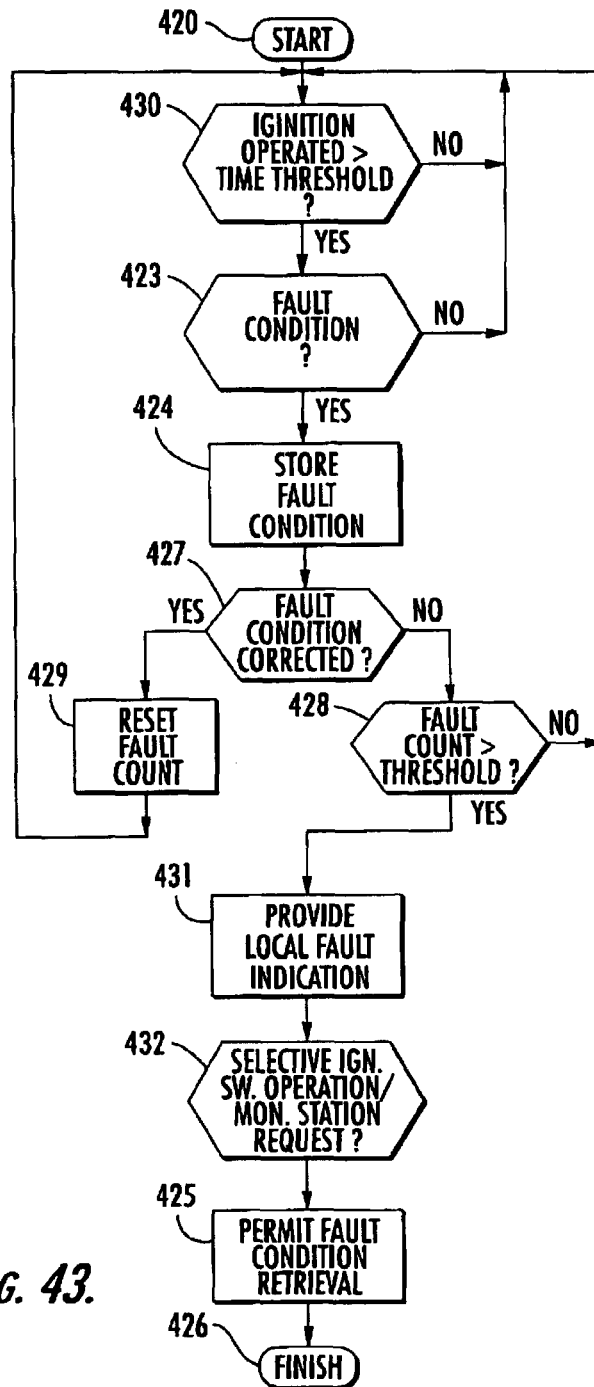 420
START
430
IGINITION
OPERATED >
TIME THRESHOLD
?
NO
YES
423
FAULT
CONDITION
?
NO
YES
424
STORE
FAULT
CONDITION
427
YES
FAULT
CONDITION
CORRECTED ?
NO
429
RESET
FAULT
COUNT
428
FAULT
COUNT >
THRESHOLD ?
NO
YES
431
PROVIDE
LOCAL FAULT
INDICATION
432
SELECTIVE IGN.
SW. OPERATION/
MON. STATION
REQUEST ?
425
PERMIT FAULT
CONDITION
RETRIEVAL
G. 43.
426
FINISH